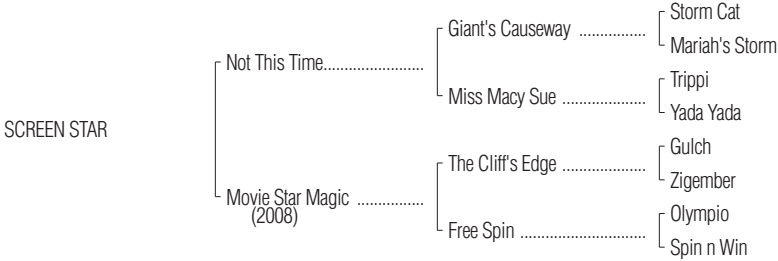 Storm Cat
Giant's Causeway ................
Mariah's Storm
Not This Time.......................
Trippi
Miss Macy Sue ....................
Yada Yada
SCREEN STAR
Gulch
The Cliff's Edge ....................
Zigember
Movie Star Magic ................
(2008)
Olympio
Free Spin ..............................
Spin n Win